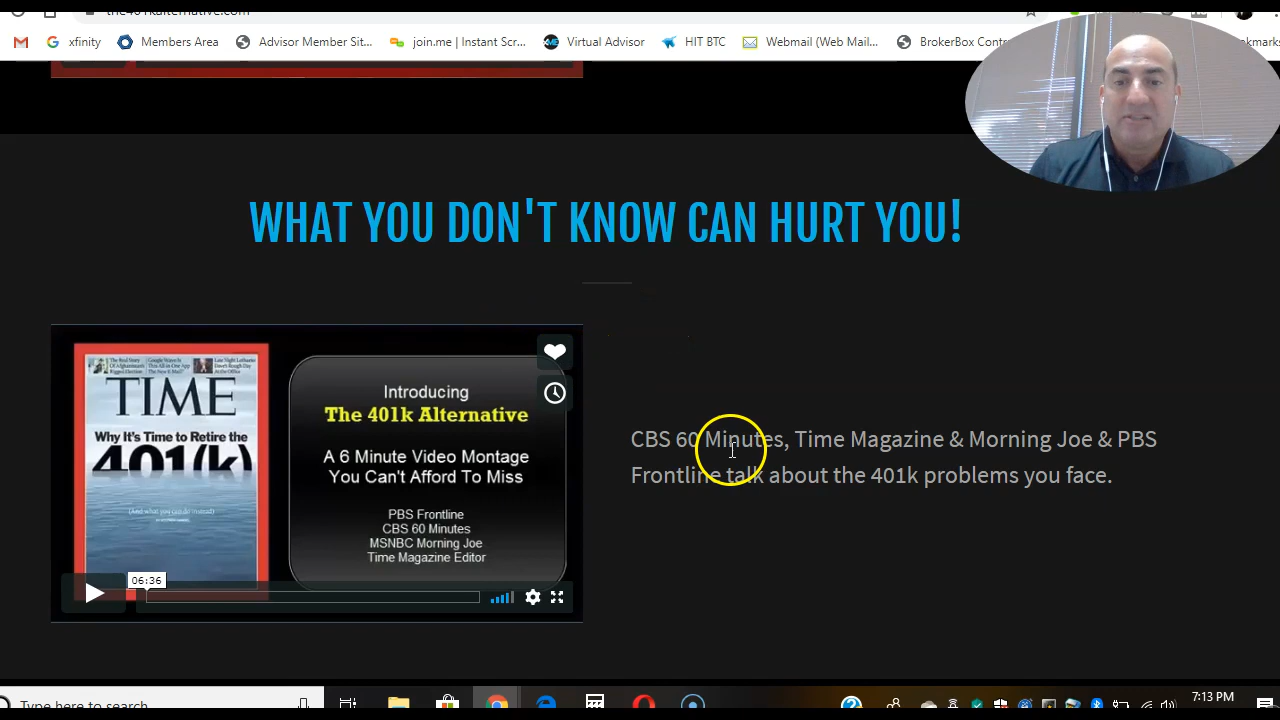 the401kalternative.com
xfinity
Members Area
Advisor Member Sit...
join.me | Instant Scr...
Virtual Advisor
HIT BTC
Webmail (Web Mail...
BrokerBox Cont
okmarks
WHAT YOU DON'T KNOW CAN HURT YOU!
TIME
Why It's Time to Retire the
401(k)
Introducing
The 401k Alternative
A 6 Minute Video Montage
You Can't Afford To Miss
PBS Frontline
CBS 60 Minutes
MSNBC Morning Joe
Time Magazine Editor
06:36
CBS 60 Minutes, Time Magazine & Morning Joe & PBS
Frontline talk about the 401k problems you face.
Type here to search
7:13 PM